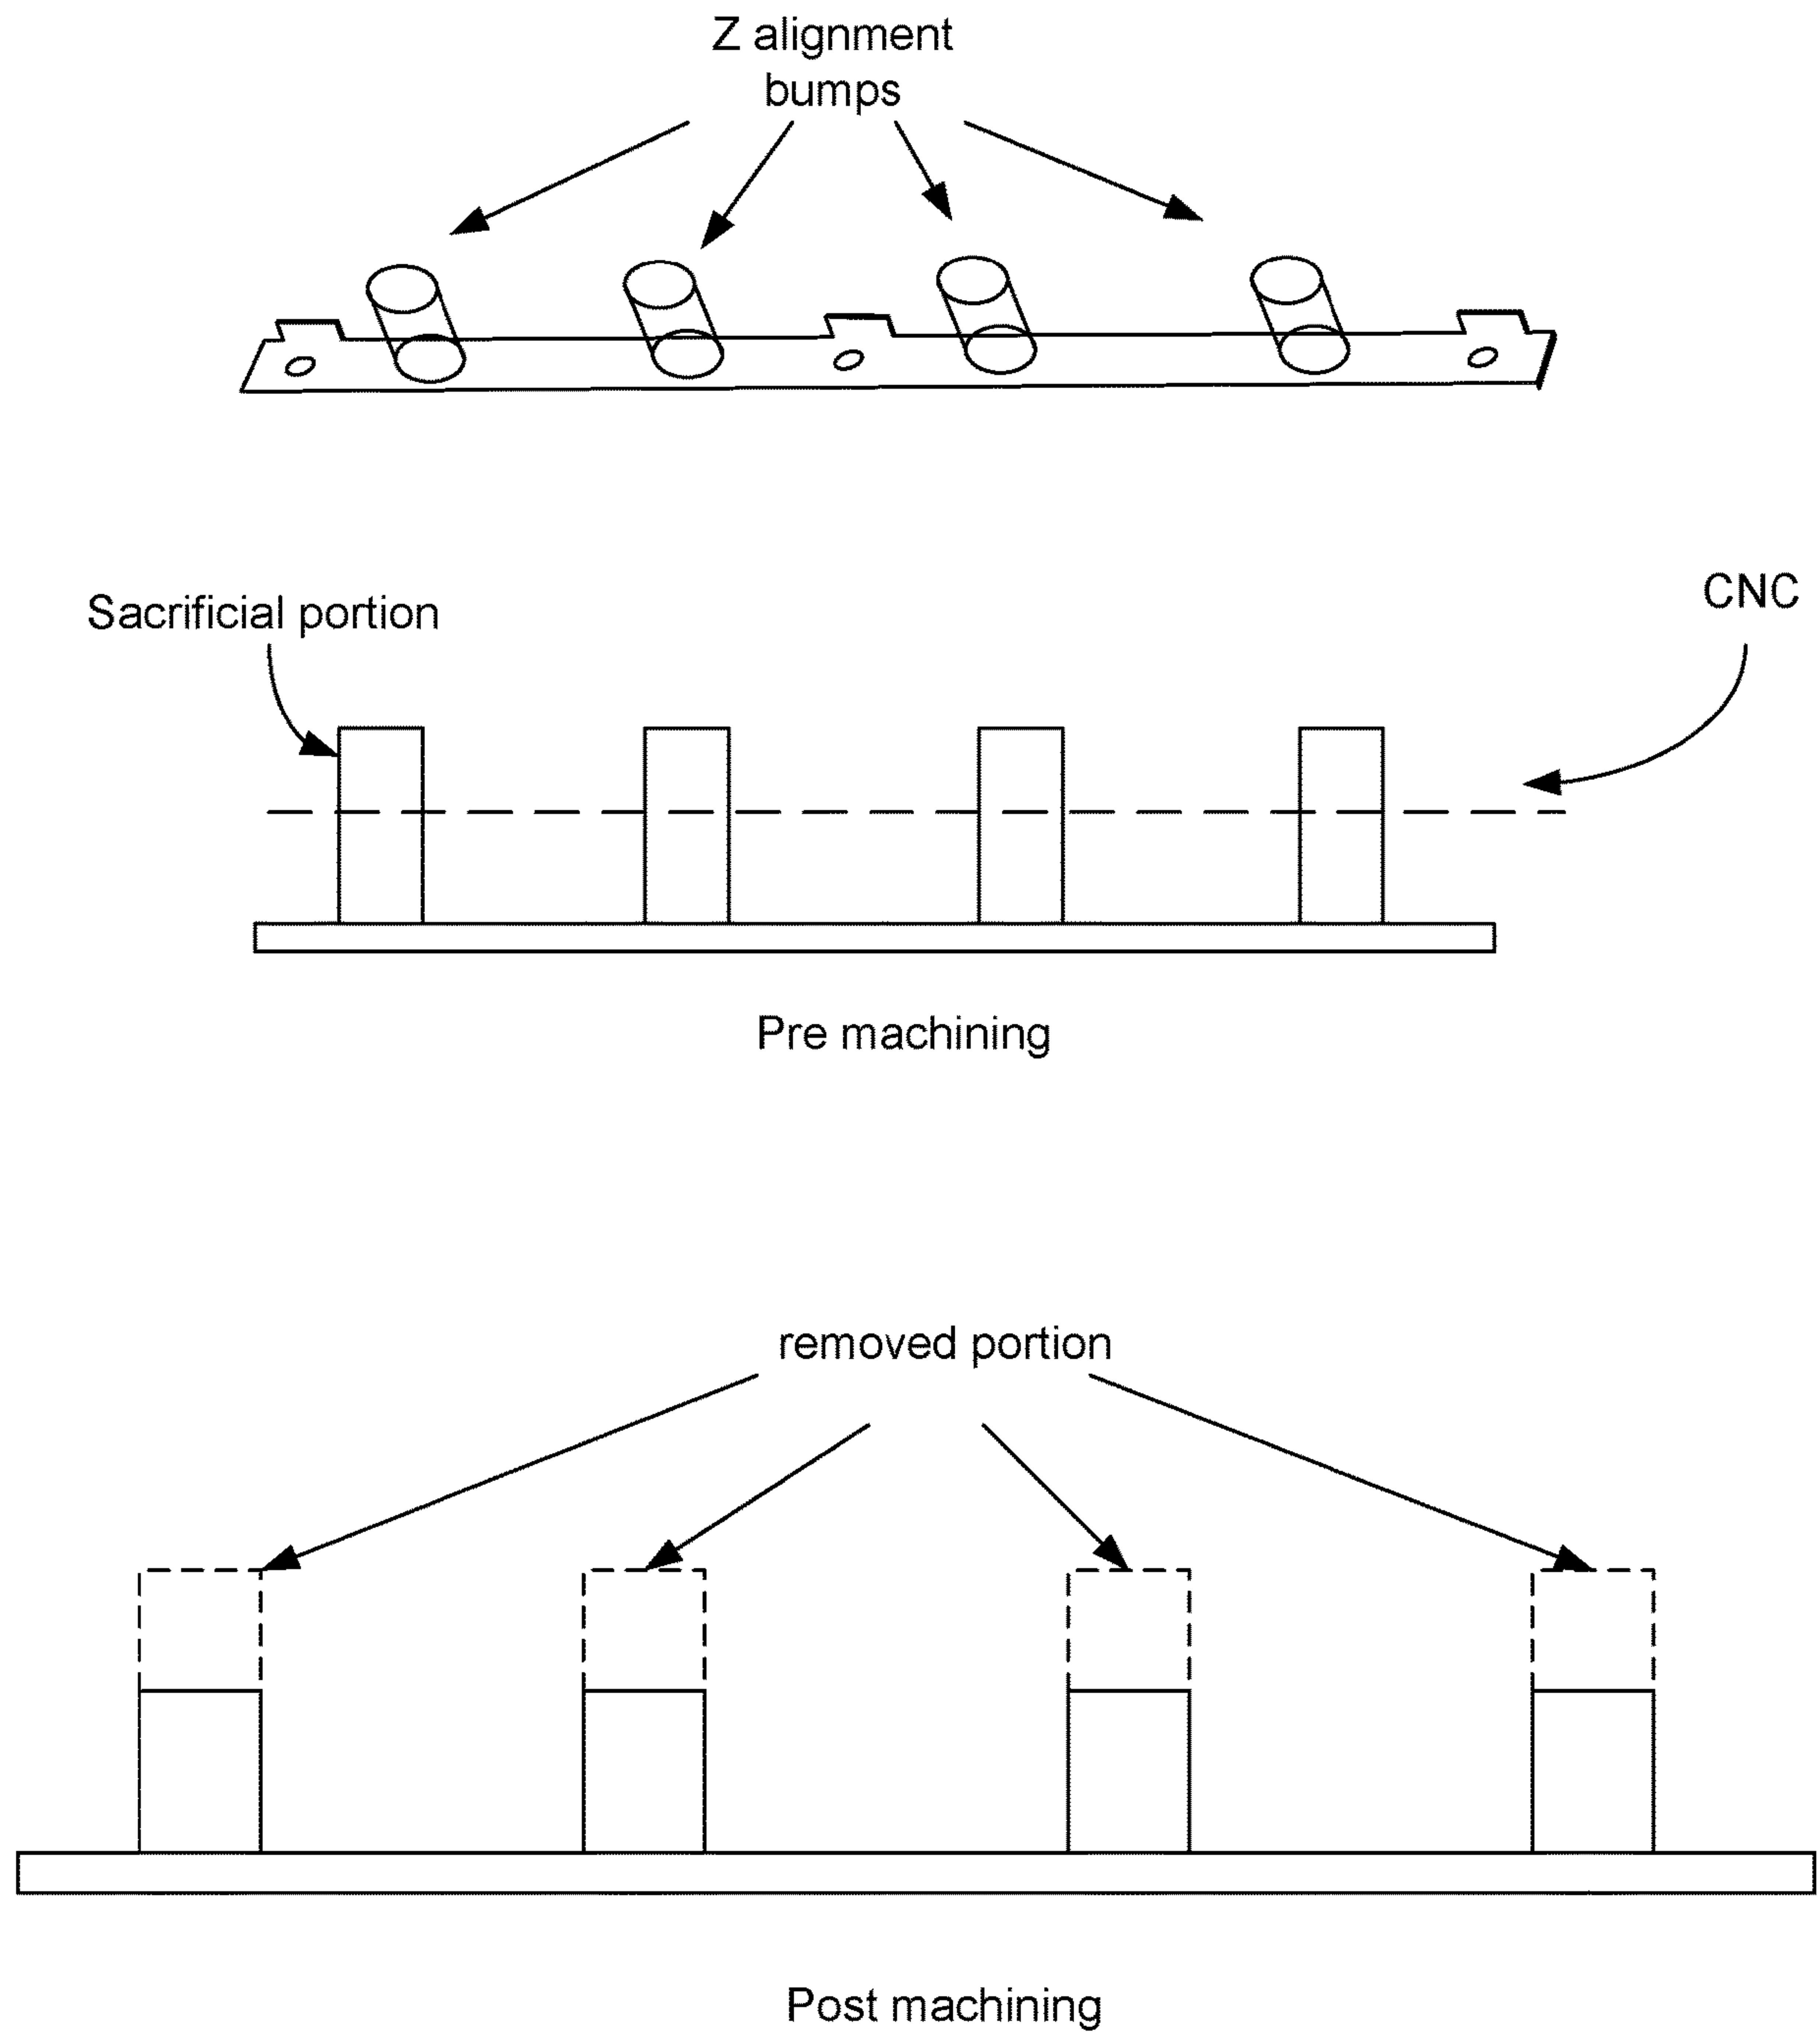 Z alignment
bumps
Sacrificial portion
CNC
Pre machining
removed portion
Post machining